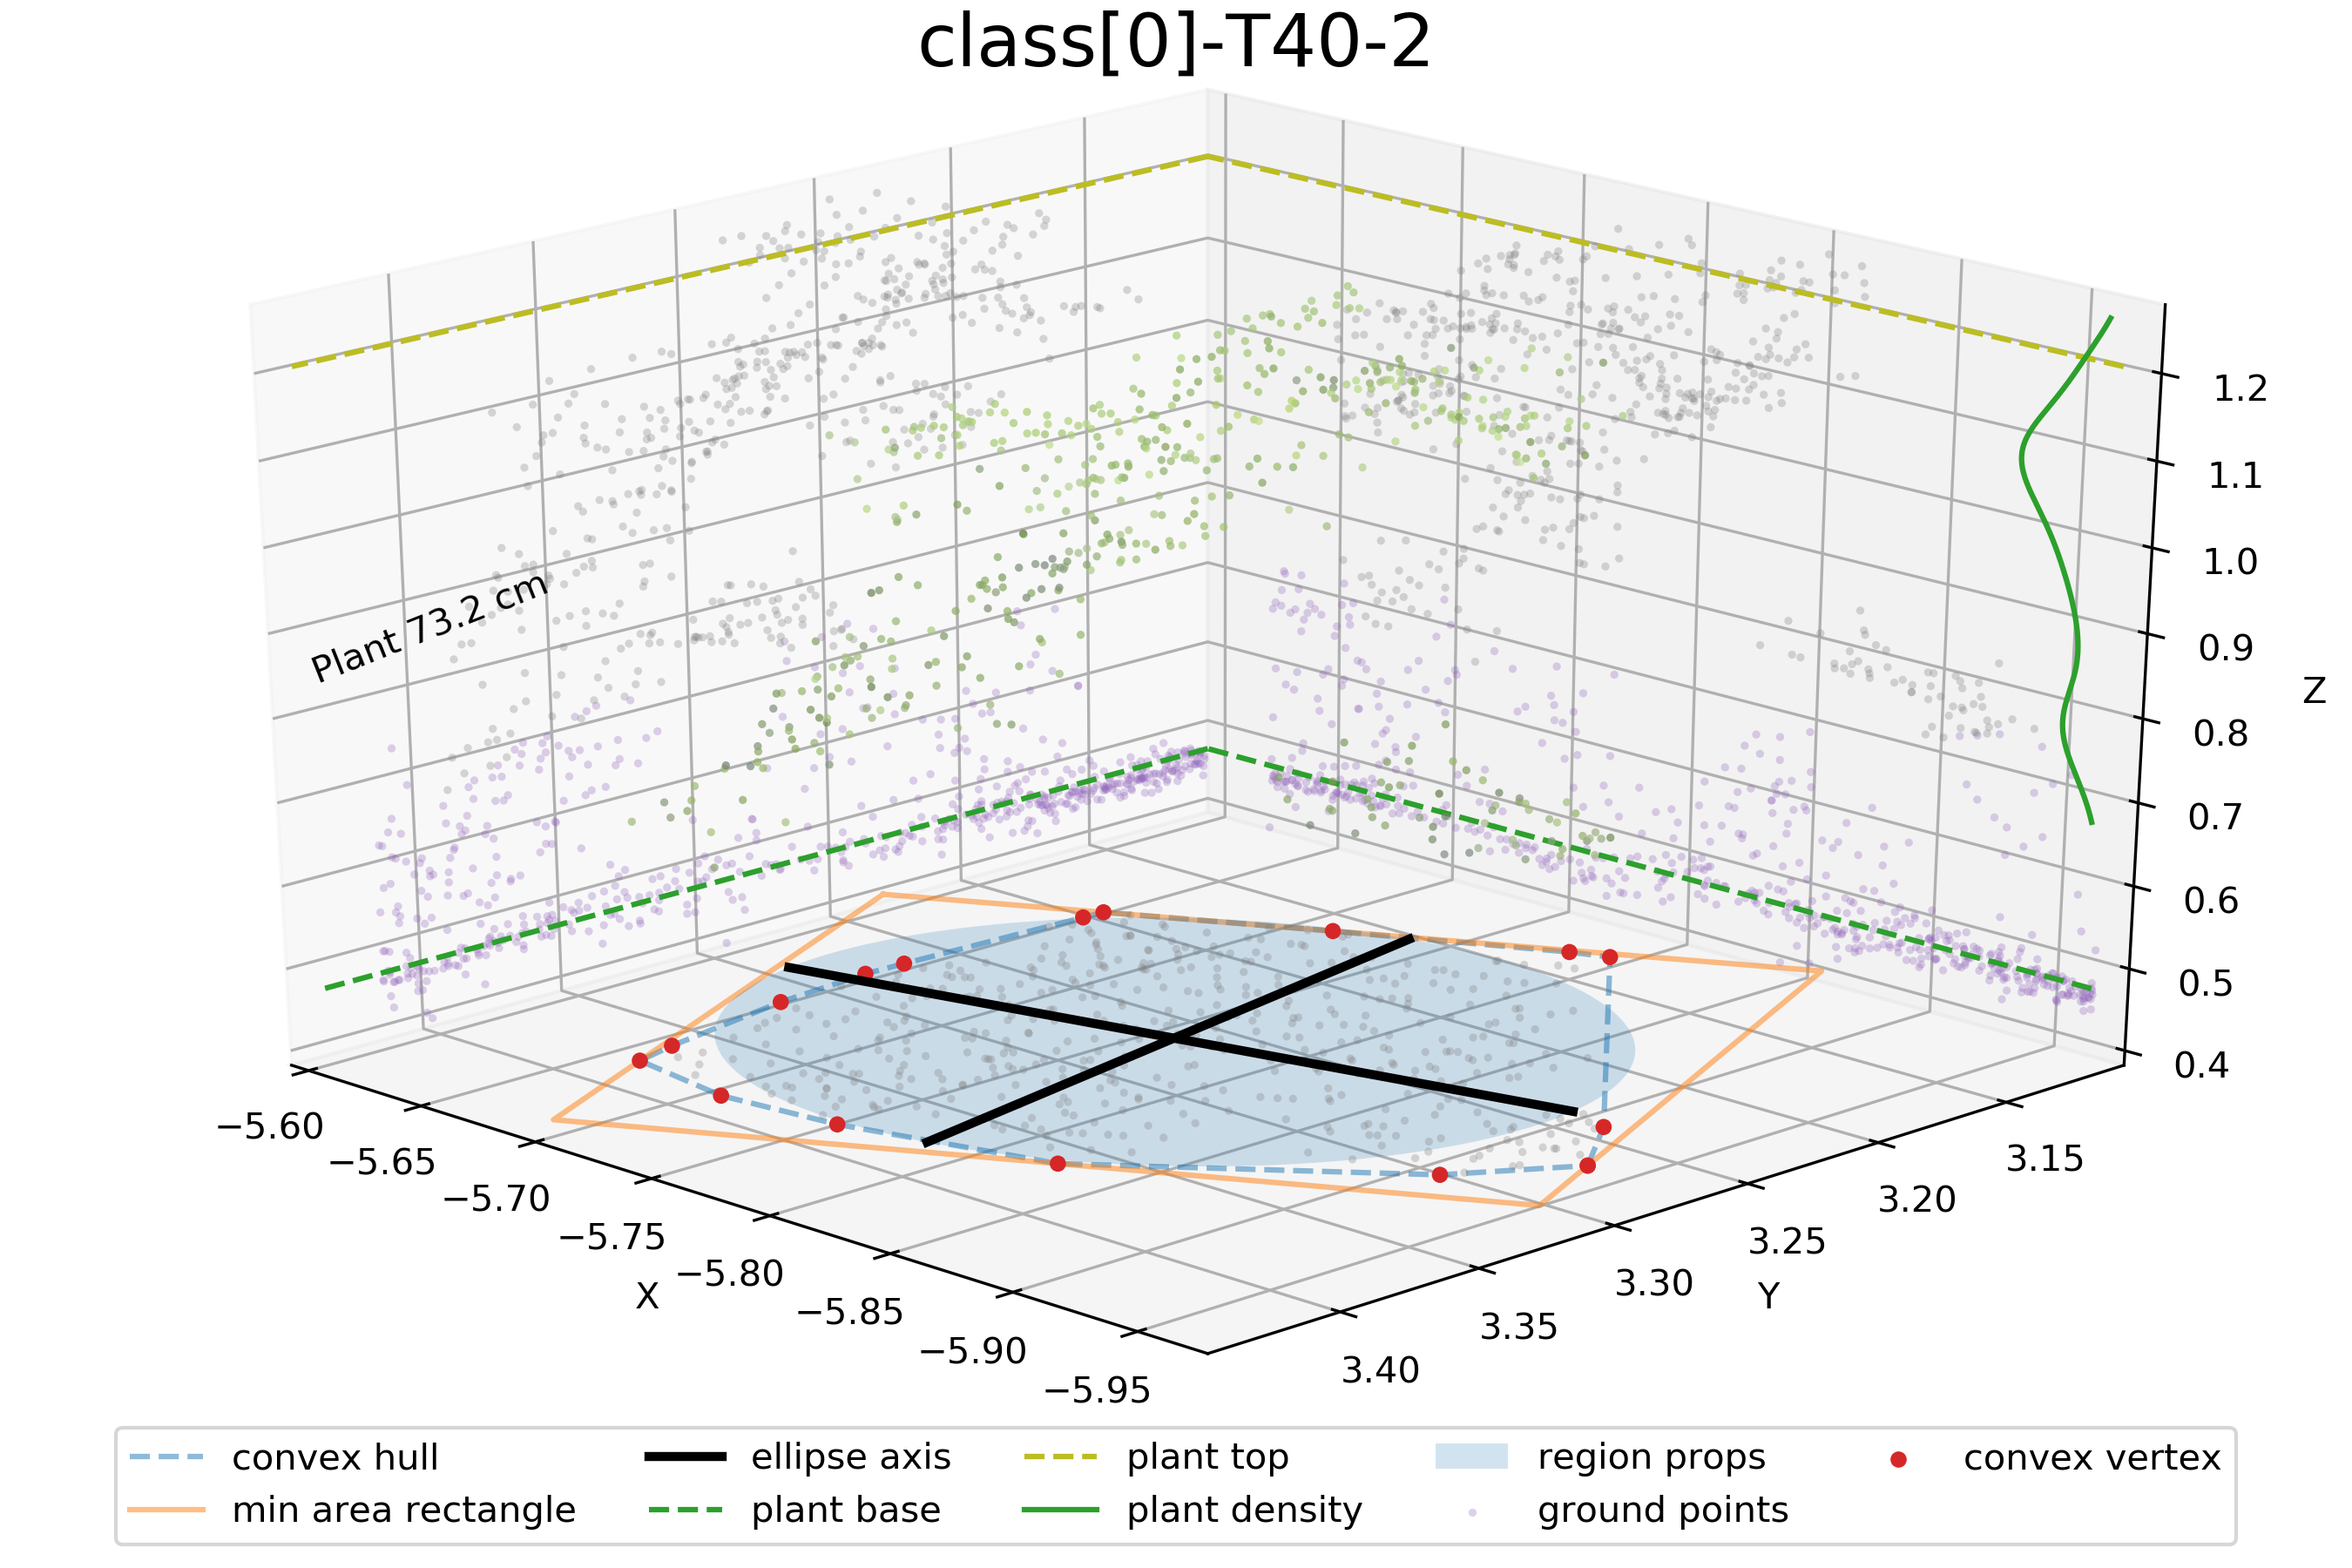 class[0]-T40-2
Plant 73.2 cm
1.2
1.1
1.0
0.9
0.8
0.7
0.6
0.5
0.4
Z
−5.60
−5.65
−5.70
−5.75
−5.80
−5.85
−5.90
−5.95
X
3.15
3.20
3.25
3.30
3.35
3.40
Y
convex hull
min area rectangle
ellipse axis
plant base
plant top
plant density
region props
ground points
convex vertex